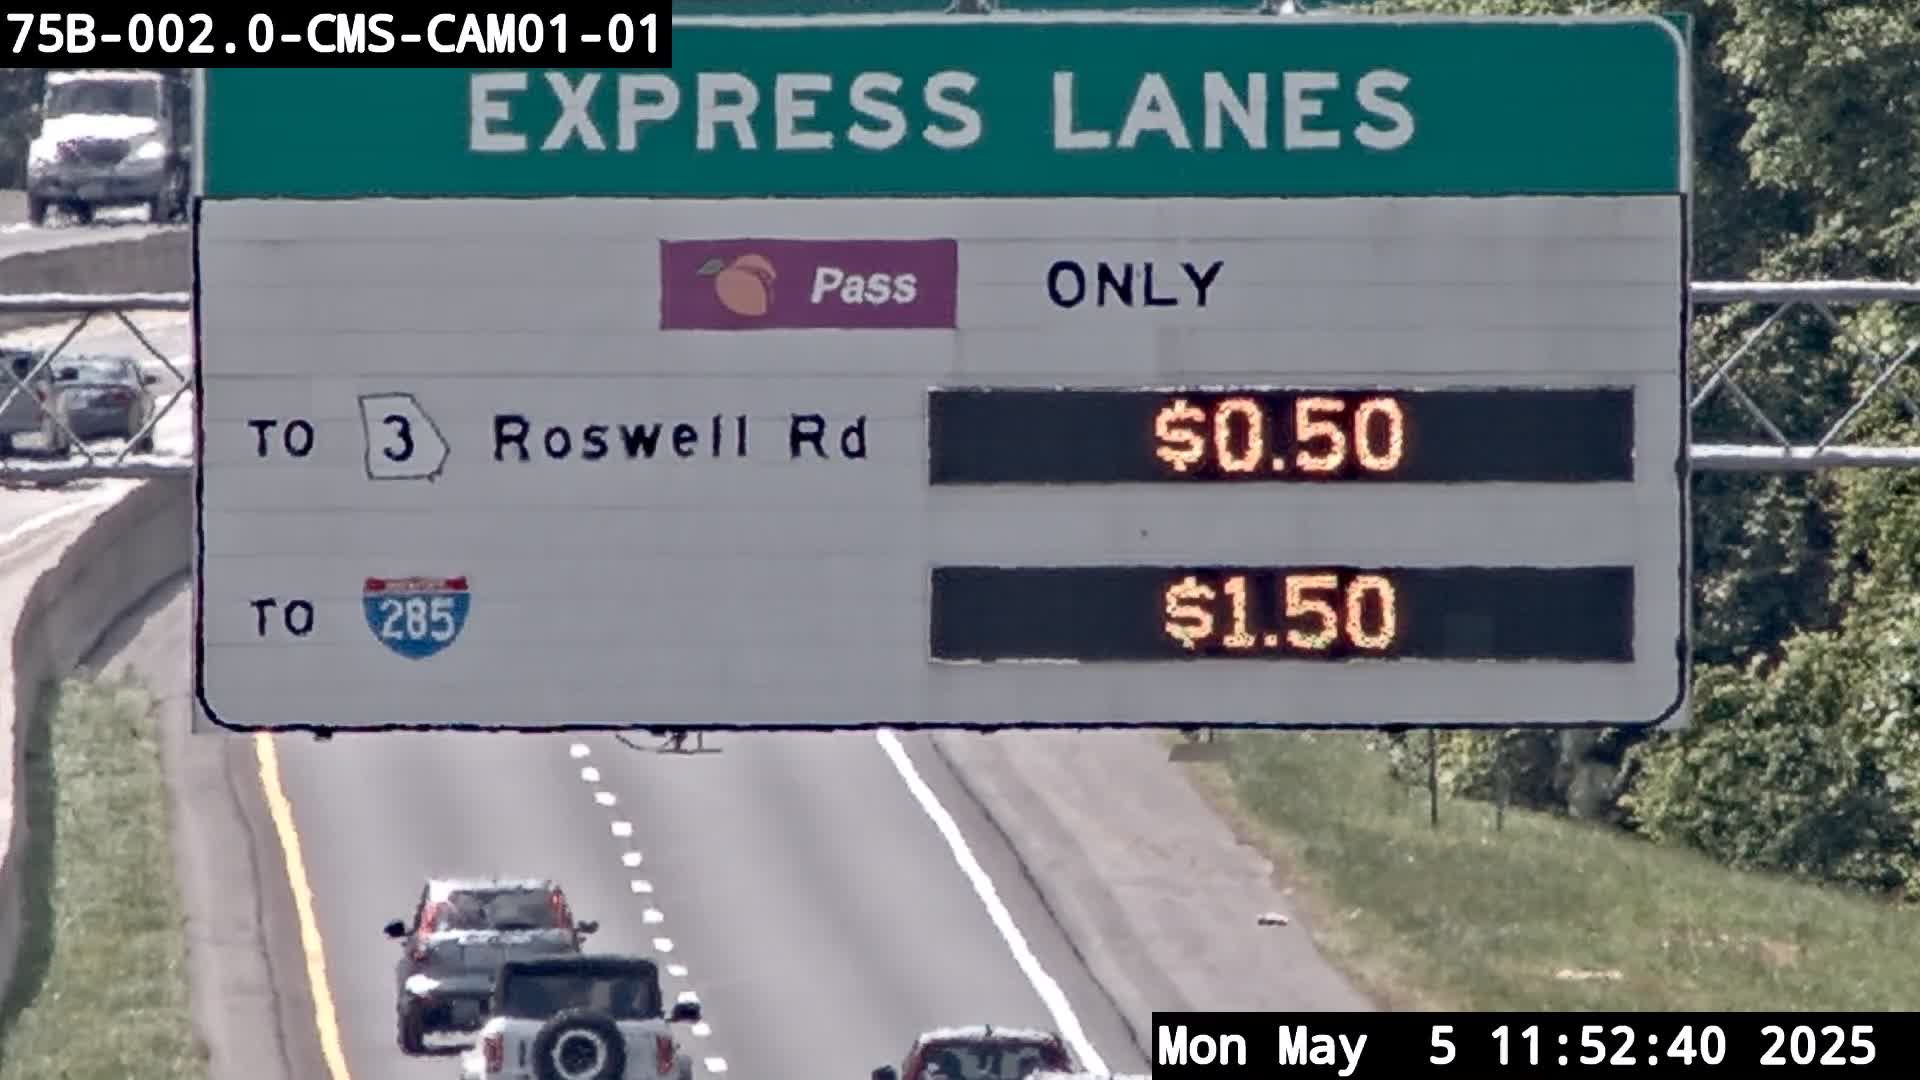 75B-002.0-CMS-CAM01-01
EXPRESS LANES
Pass ONLY
TO 3 Roswell Rd $0.50
TO 285 $1.50
Mon May 5 11:52:40 2025